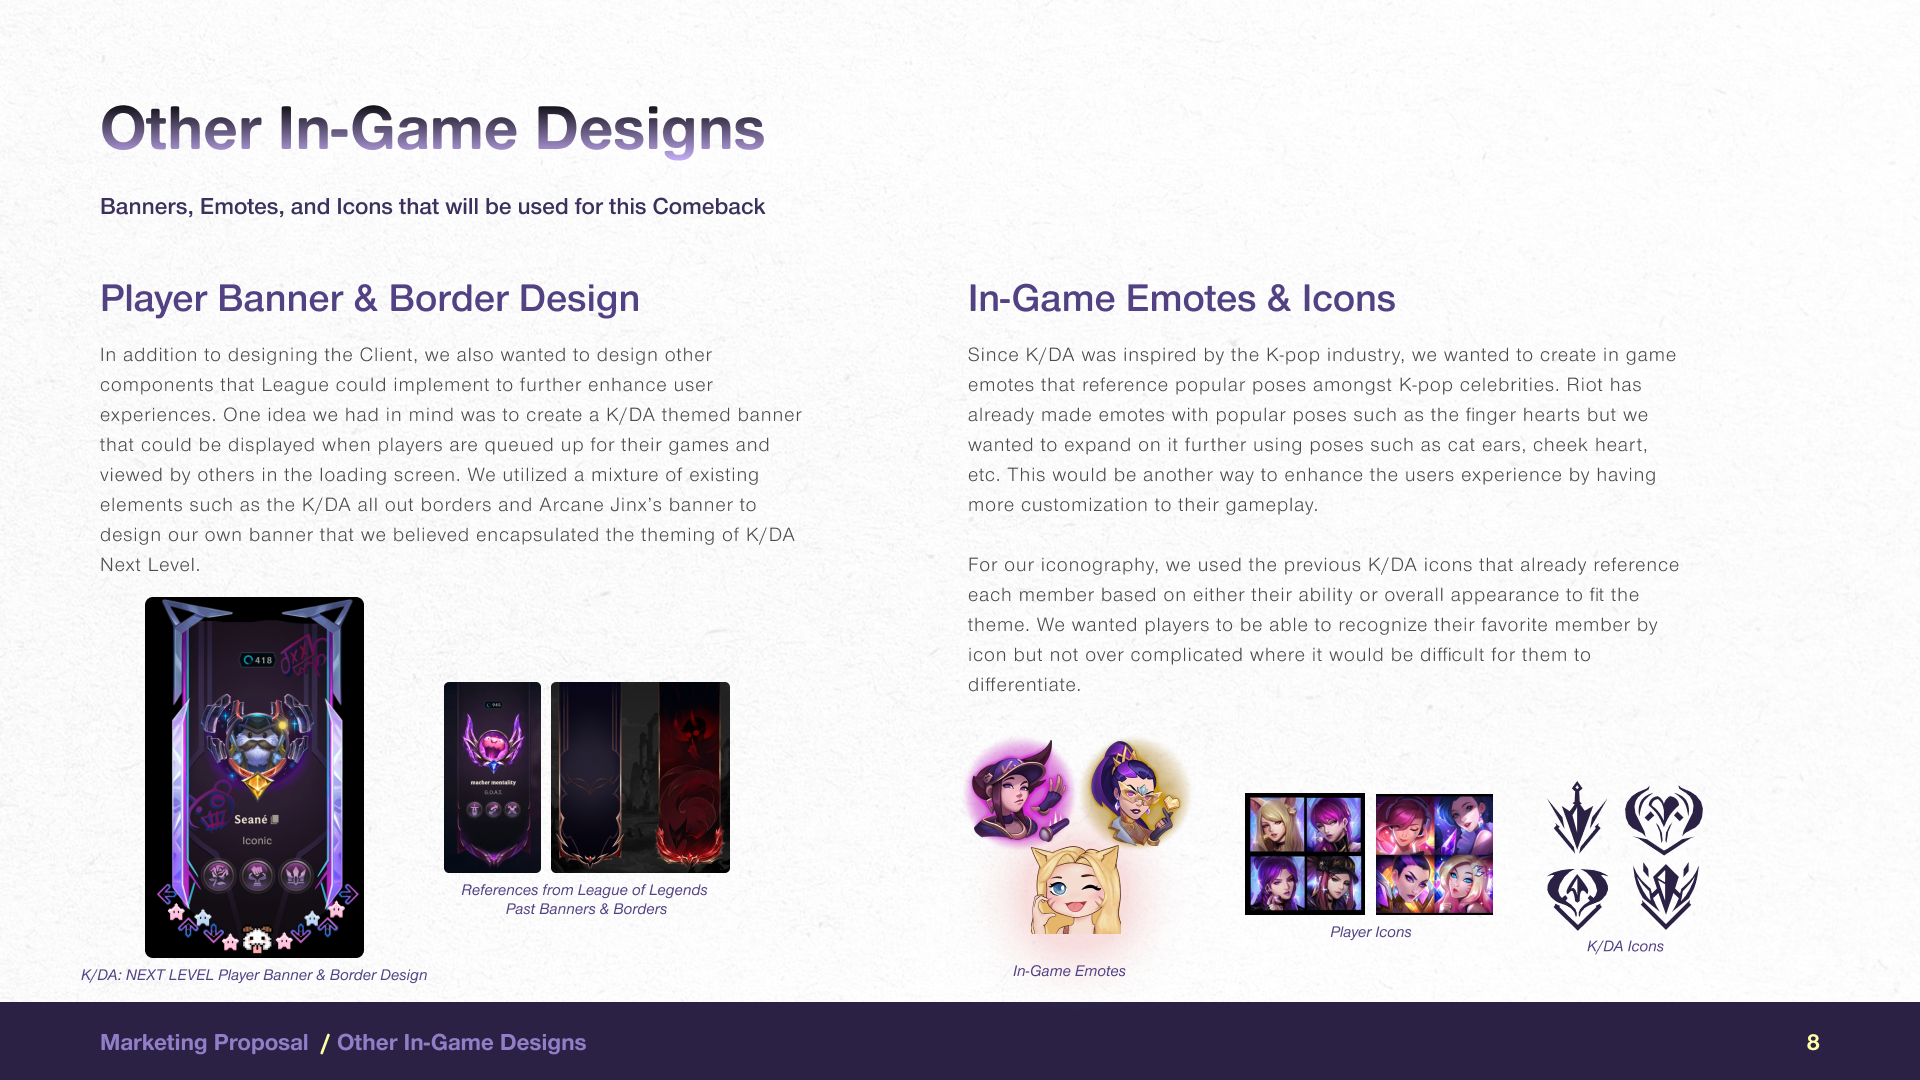 Other In-Game Designs
Banners, Emotes, and Icons that will be used for this Comeback
Player Banner & Border Design
In addition to designing the Client, we also wanted to design other
components that League could implement to further enhance user
experiences. One idea we had in mind was to create a K/DA themed banner
that could be displayed when players are queued up for their games and
viewed by others in the loading screen. We utilized a mixture of existing
elements such as the K/DA all out borders and Arcane Jinx’s banner to
design our own banner that we believed encapsulated the theming of K/DA
Next Level.
418
Seané
Iconic
K/DA: NEXT LEVEL Player Banner & Border Design
macher mentality
References from League of Legends
Past Banners & Borders
In-Game Emotes & Icons
Since K/DA was inspired by the K-pop industry, we wanted to create in game
emotes that reference popular poses amongst K-pop celebrities. Riot has
already made emotes with popular poses such as the finger hearts but we
wanted to expand on it further using poses such as cat ears, cheek heart,
etc. This would be another way to enhance the users experience by having
more customization to their gameplay.
For our iconography, we used the previous K/DA icons that already reference
each member based on either their ability or overall appearance to fit the
theme. We wanted players to be able to recognize their favorite member by
icon but not over complicated where it would be difficult for them to
differentiate.
In-Game Emotes
Player Icons
K/DA Icons
Marketing Proposal / Other In-Game Designs
8